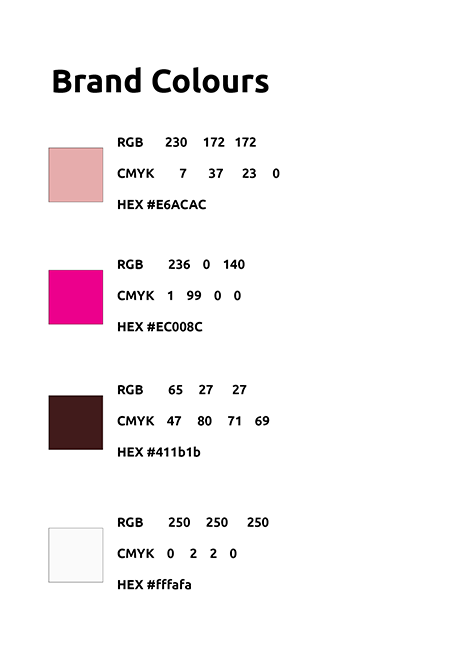 Brand Colours
RGB 230 172 172
CMYK 7 37 23 0
HEX #E6ACAC
RGB 236 0 140
CMYK 1 99 0 0
HEX #EC008C
RGB 65 27 27
CMYK 47 80 71 69
HEX #411b1b
RGB 250 250 250
CMYK 0 2 2 0
HEX #fffafa